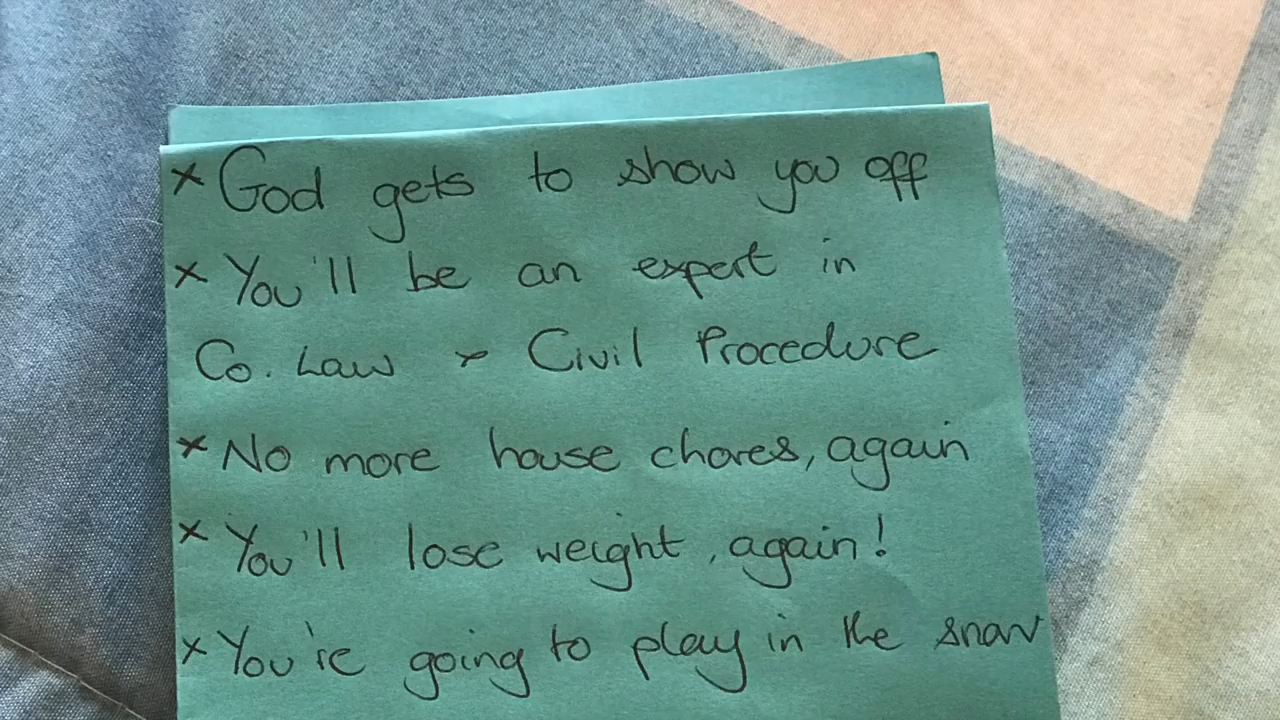 × God gets to show you off
× You'll be an expert in
Co. Law & Civil Procedure
× No more house chores, again
× You'll lose weight, again!
× You're going to play in the snow